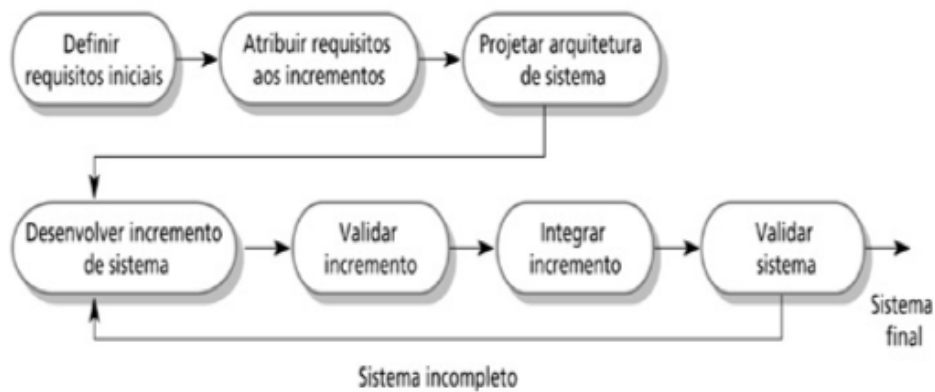 Definir
requisitos iniciais
Atribuir requisitos
aos incrementos
Projetar arquitetura
de sistema
Desenvolver incremento
de sistema
Validar
incremento
Integrar
incremento
Validar
sistema
Sistema
final
Sistema incompleto